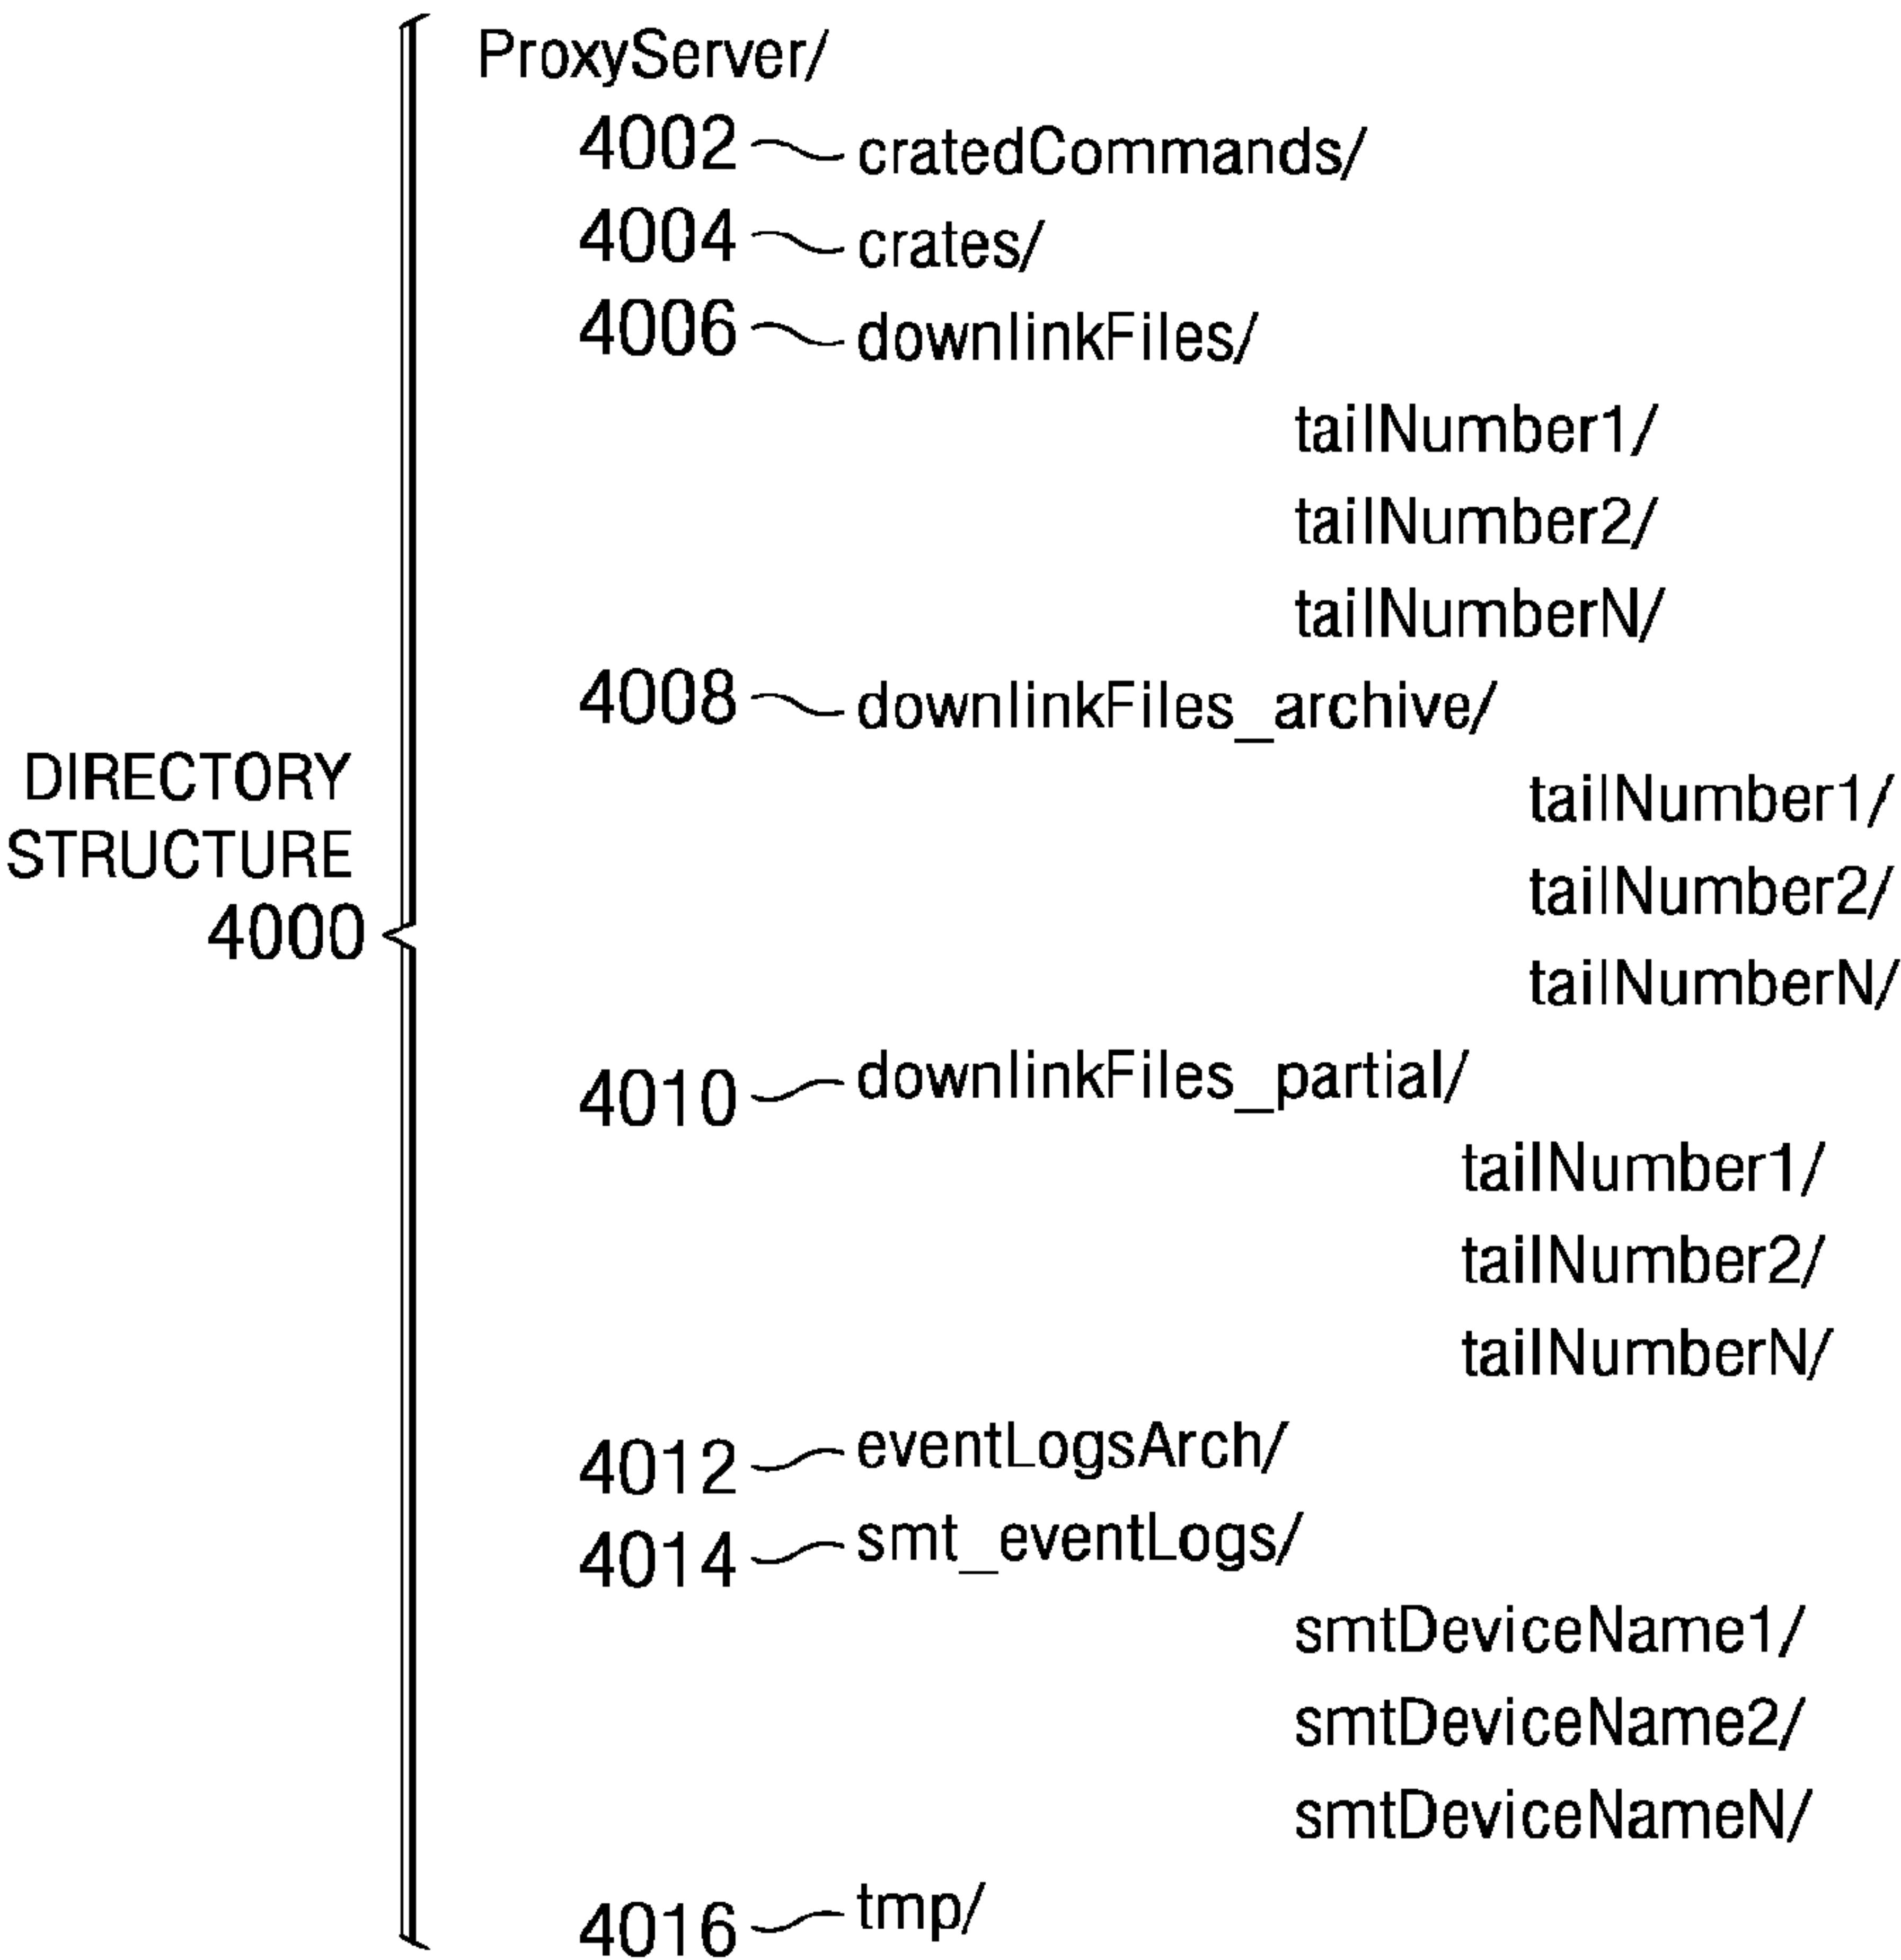 ProxyServer/
4002 cratedCommands/
4004 crates/
4006 downlinkFiles/
tailNumber1/
tailNumber2/
tailNumberN/
4008 downlinkFiles_archive/
DIRECTORY
STRUCTURE
4000
tailNumber1/
tailNumber2/
tailNumberN/
4010 downlinkFiles_partial/
tailNumber1/
tailNumber2/
tailNumberN/
4012 eventLogsArch/
4014 smt_eventLogs/
smtDeviceName1/
smtDeviceName2/
smtDeviceNameN/
4016 tmp/